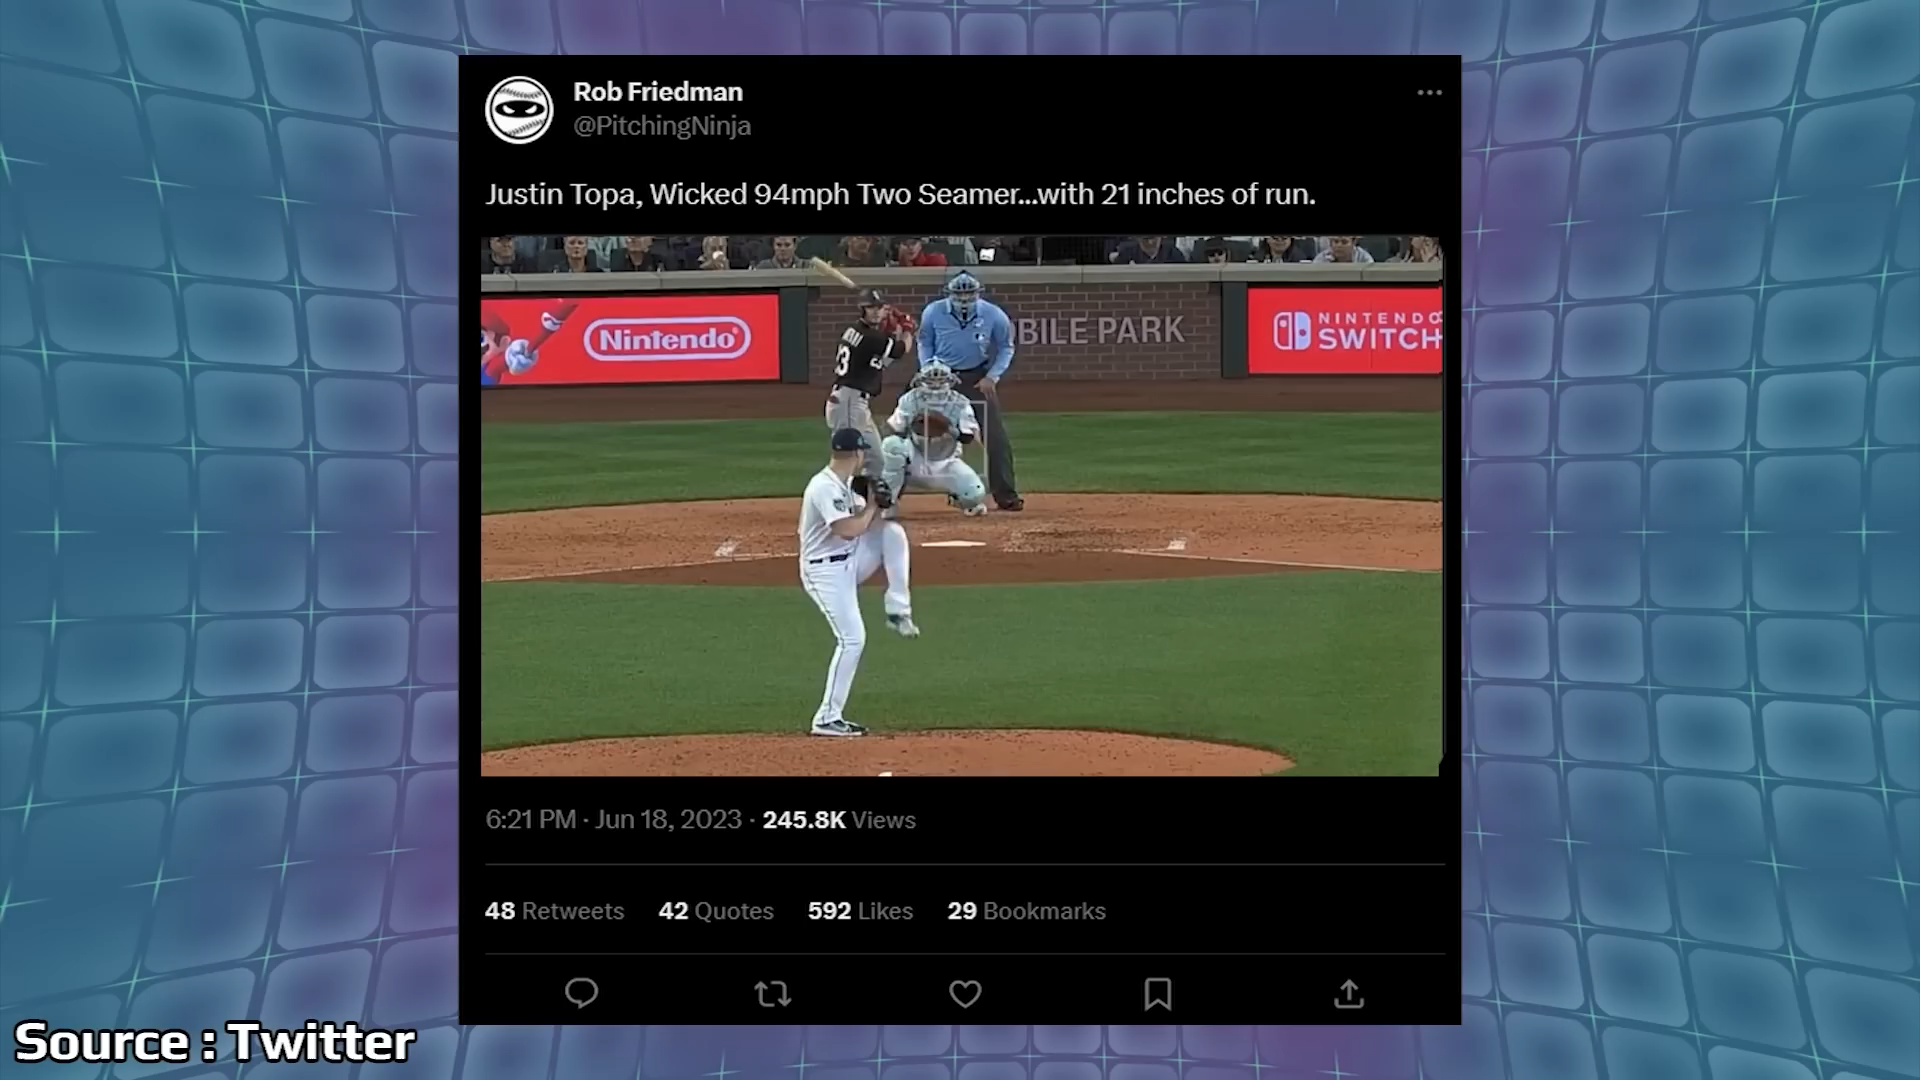 Rob Friedman
@PitchingNinja
Justin Topa, Wicked 94mph Two Seamer...with 21 inches of run.
Nintendo
BILE PARK
NINTENDO
SWITCH
6:21 PM · Jun 18, 2023 · 245.8K Views
48 Retweets 42 Quotes 592 Likes 29 Bookmarks
Source : Twitter